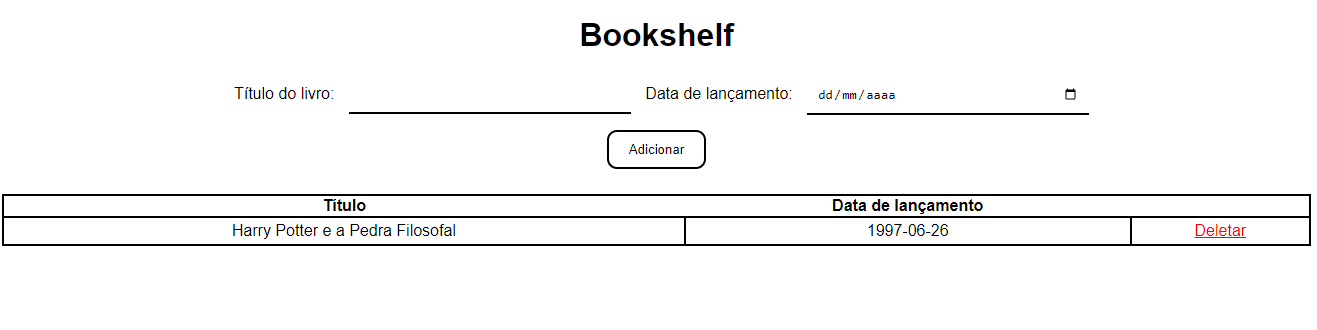 Bookshelf
Título do livro: Data de lançamento: dd/mm/aaaa
Adicionar
Título Data de lançamento
Harry Potter e a Pedra Filosofal 1997-06-26 Deletar